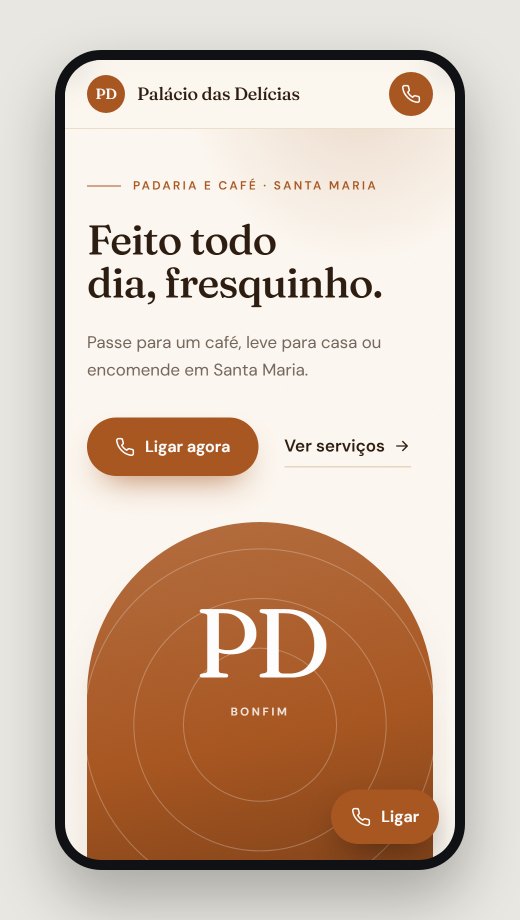 PD Palácio das Delícias
PADARIA E CAFÉ · SANTA MARIA
Feito todo
dia, fresquinho.
Passe para um café, leve para casa ou
encomende em Santa Maria.
Ligar agora
Ver serviços →
PD
BONFIM
Ligar